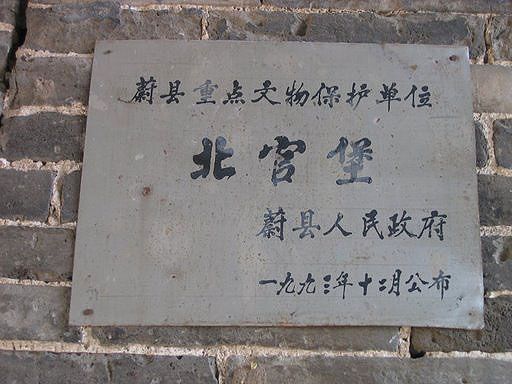 蔚县重点文物保护单位
北宫堡
蔚县人民政府
一九九三年十二月公布